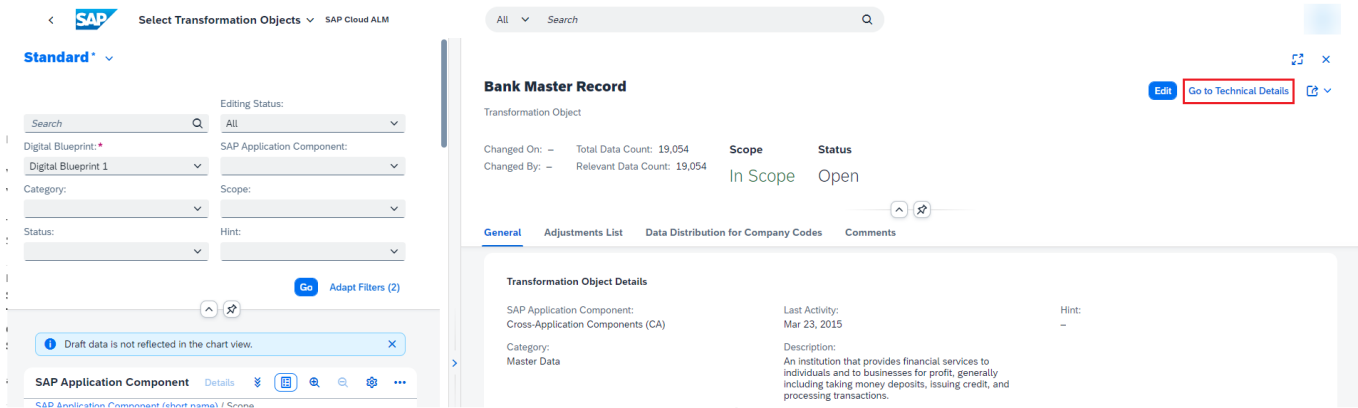 SAP Select Transformation Objects SAP Cloud ALM All Search
Standard *
Editing Status:
Search All
Digital Blueprint:* SAP Application Component:
Digital Blueprint 1
Category: Scope:
Status: Hint:
Go Adapt Filters (2)
Draft data is not reflected in the chart view.
SAP Application Component Details
SAP Application Component (short name) / Scope
Bank Master Record
Edit Go to Technical Details
Transformation Object
Changed On: – Total Data Count: 19,054 Scope Status
Changed By: – Relevant Data Count: 19,054
In Scope Open
General Adjustments List Data Distribution for Company Codes Comments
Transformation Object Details
SAP Application Component: Last Activity: Hint:
Cross-Application Components (CA) Mar 23, 2015 –
Category: Description:
Master Data An institution that provides financial services to
individuals and to businesses for profit, generally
including taking money deposits, issuing credit, and
processing transactions.